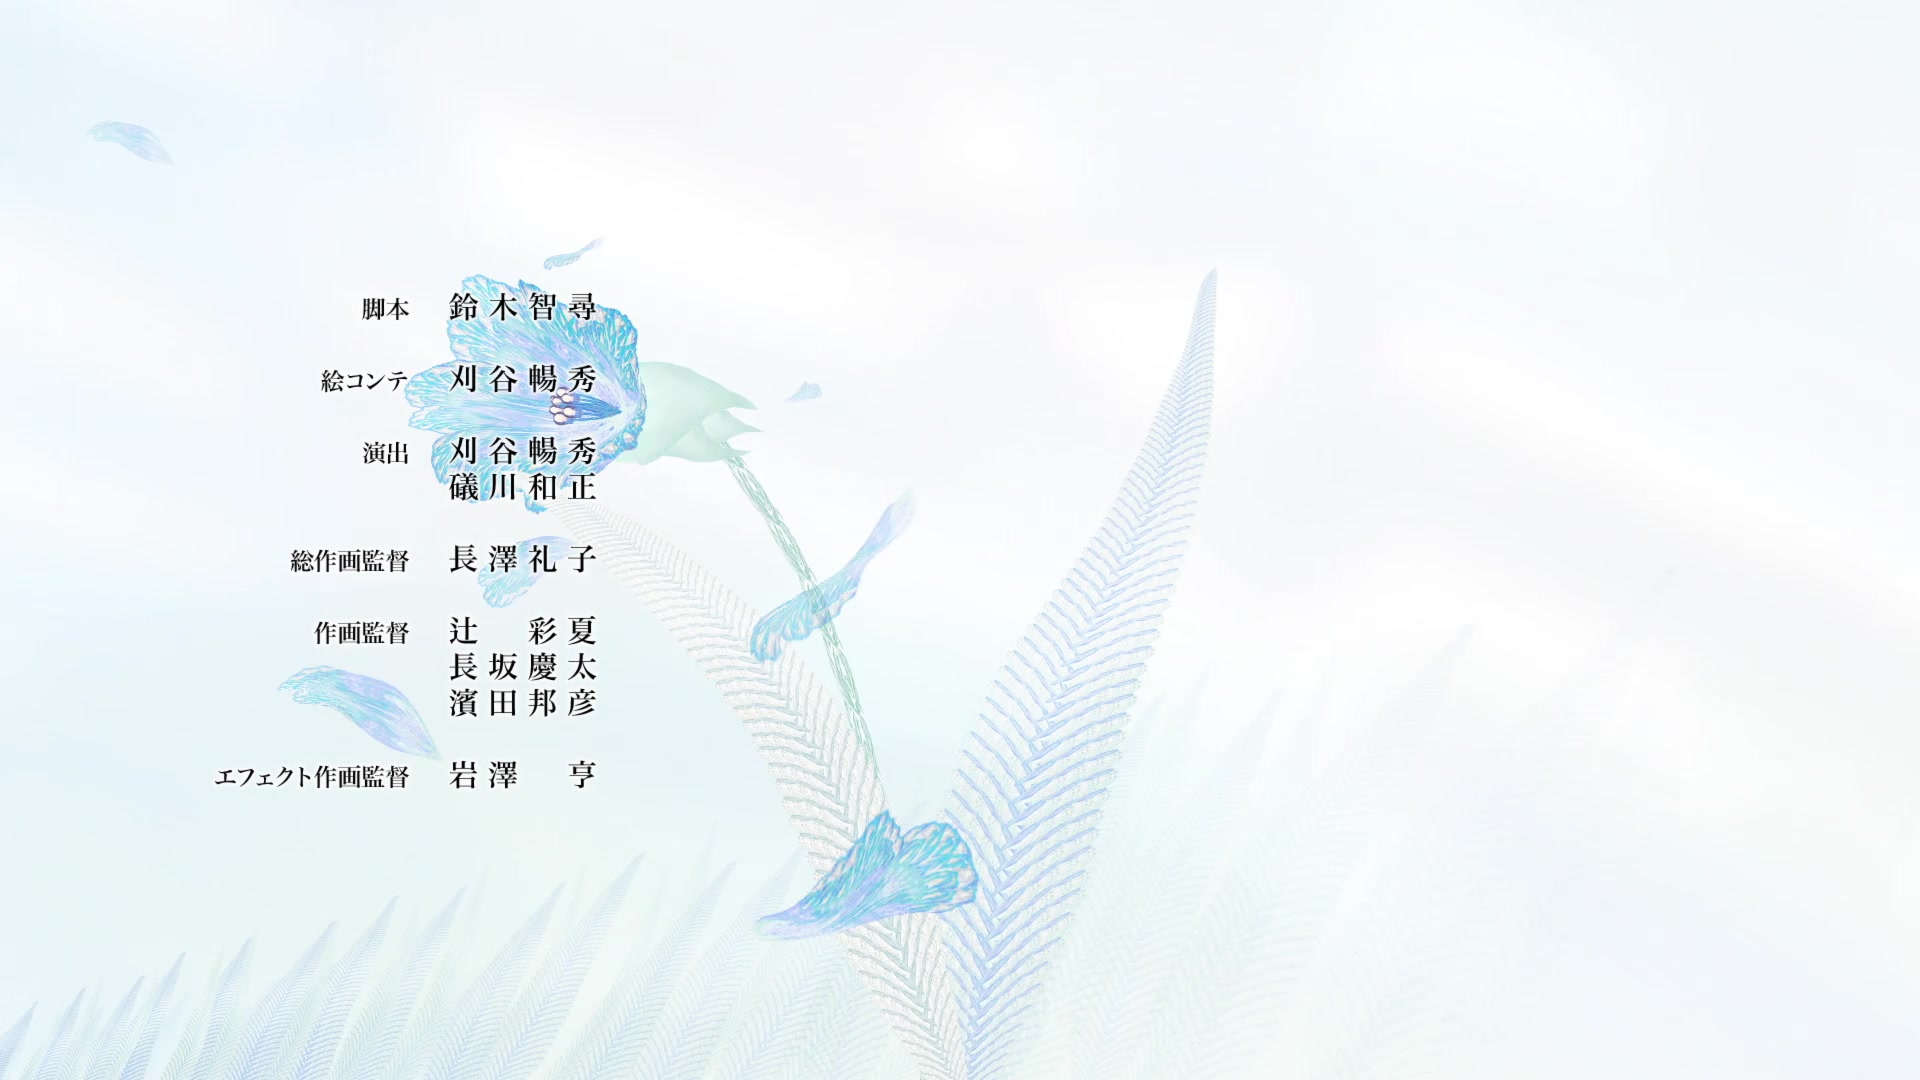 脚本 鈴木智尋
絵コンテ 刈谷暢秀
演出 刈谷暢秀
礒川和正
総作画監督 長澤礼子
作画監督 辻 彩夏
長坂慶太
濱田邦彦
エフェクト作画監督 岩澤 亨